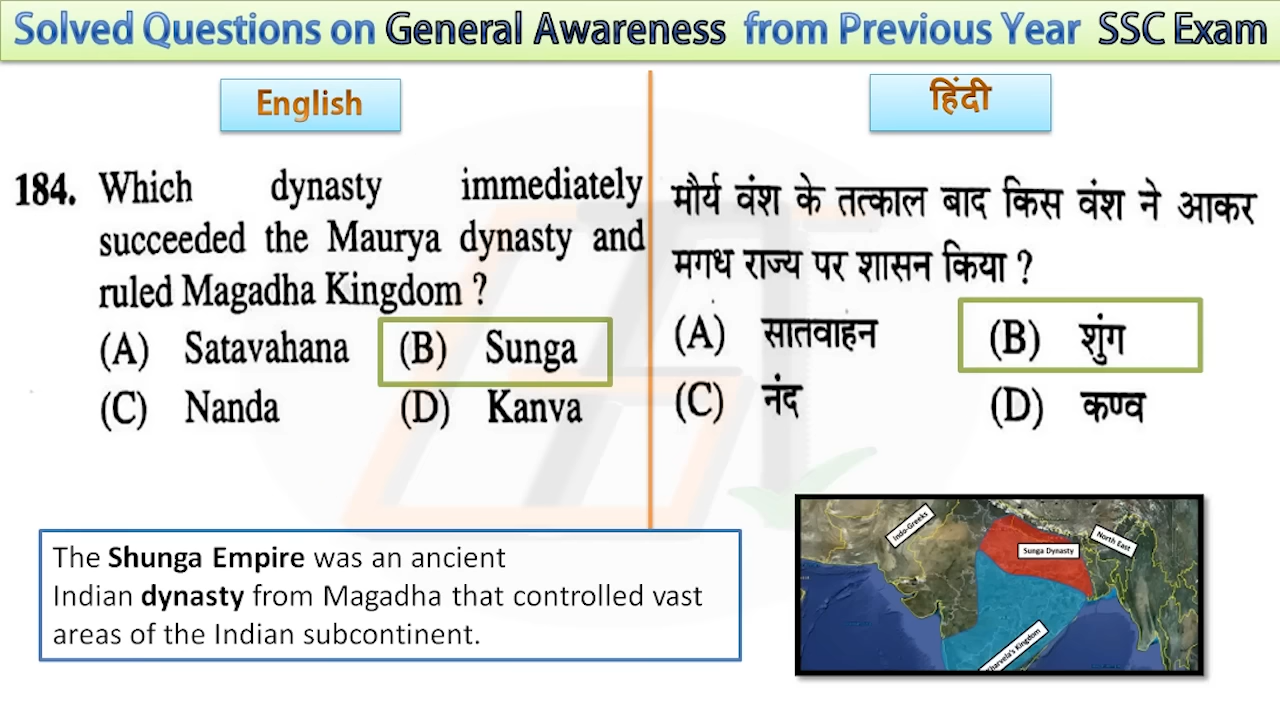 Solved Questions on General Awareness from Previous Year SSC Exam
English
184. Which dynasty immediately
succeeded the Maurya dynasty and
ruled Magadha Kingdom ?
(A) Satavahana (B) Sunga
(C) Nanda (D) Kanva
हिंदी
मौर्य वंश के तत्काल बाद किस वंश ने आकर
मगध राज्य पर शासन किया ?
(A) सातवाहन (B) शुंग
(C) नंद (D) कण्व
The Shunga Empire was an ancient
Indian dynasty from Magadha that controlled vast
areas of the Indian subcontinent.
Indo-Greeks
Sunga Dynasty
North East
Kharvela's Kingdom